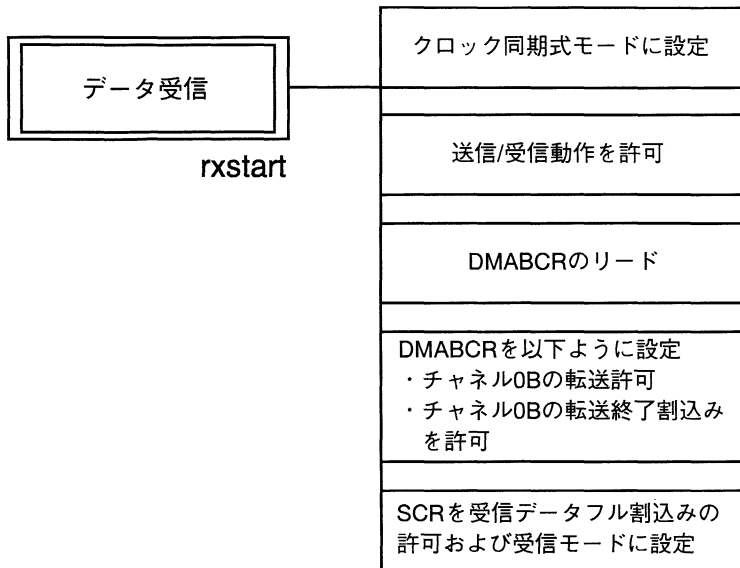 データ受信
rxstart
クロック同期式モードに設定
送信/受信動作を許可
DMABCRのリード
DMABCRを以下ように設定
・チャネル0Bの転送許可
・チャネル0Bの転送終了割込み
を許可
SCRを受信データフル割込みの
許可および受信モードに設定